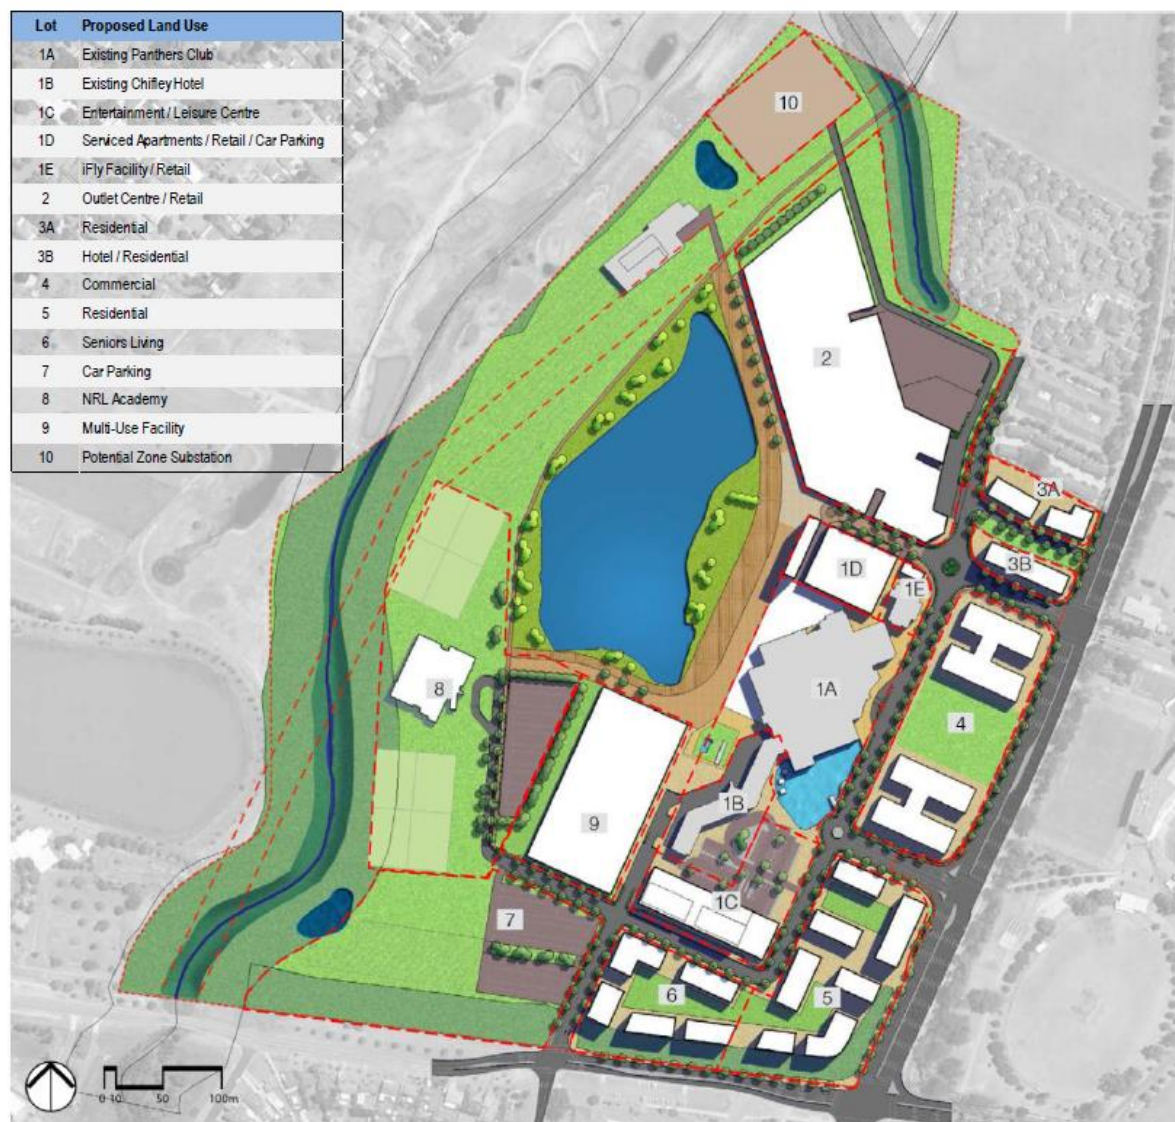 Lot Proposed Land Use
1A Existing Panthers Club
1B Existing Chifley Hotel
1C Entertainment / Leisure Centre
1D Serviced Apartments / Retail / Car Parking
1E iFly Facility / Retail
2 Outlet Centre / Retail
3A Residential
3B Hotel / Residential
4 Commercial
5 Residential
6 Seniors Living
7 Car Parking
8 NRL Academy
9 Multi-Use Facility
10 Potential Zone Substation
10
2
3A
3B
1D
1E
1A
8
4
1B
9
1C
7
6
5
0 10 50 100m